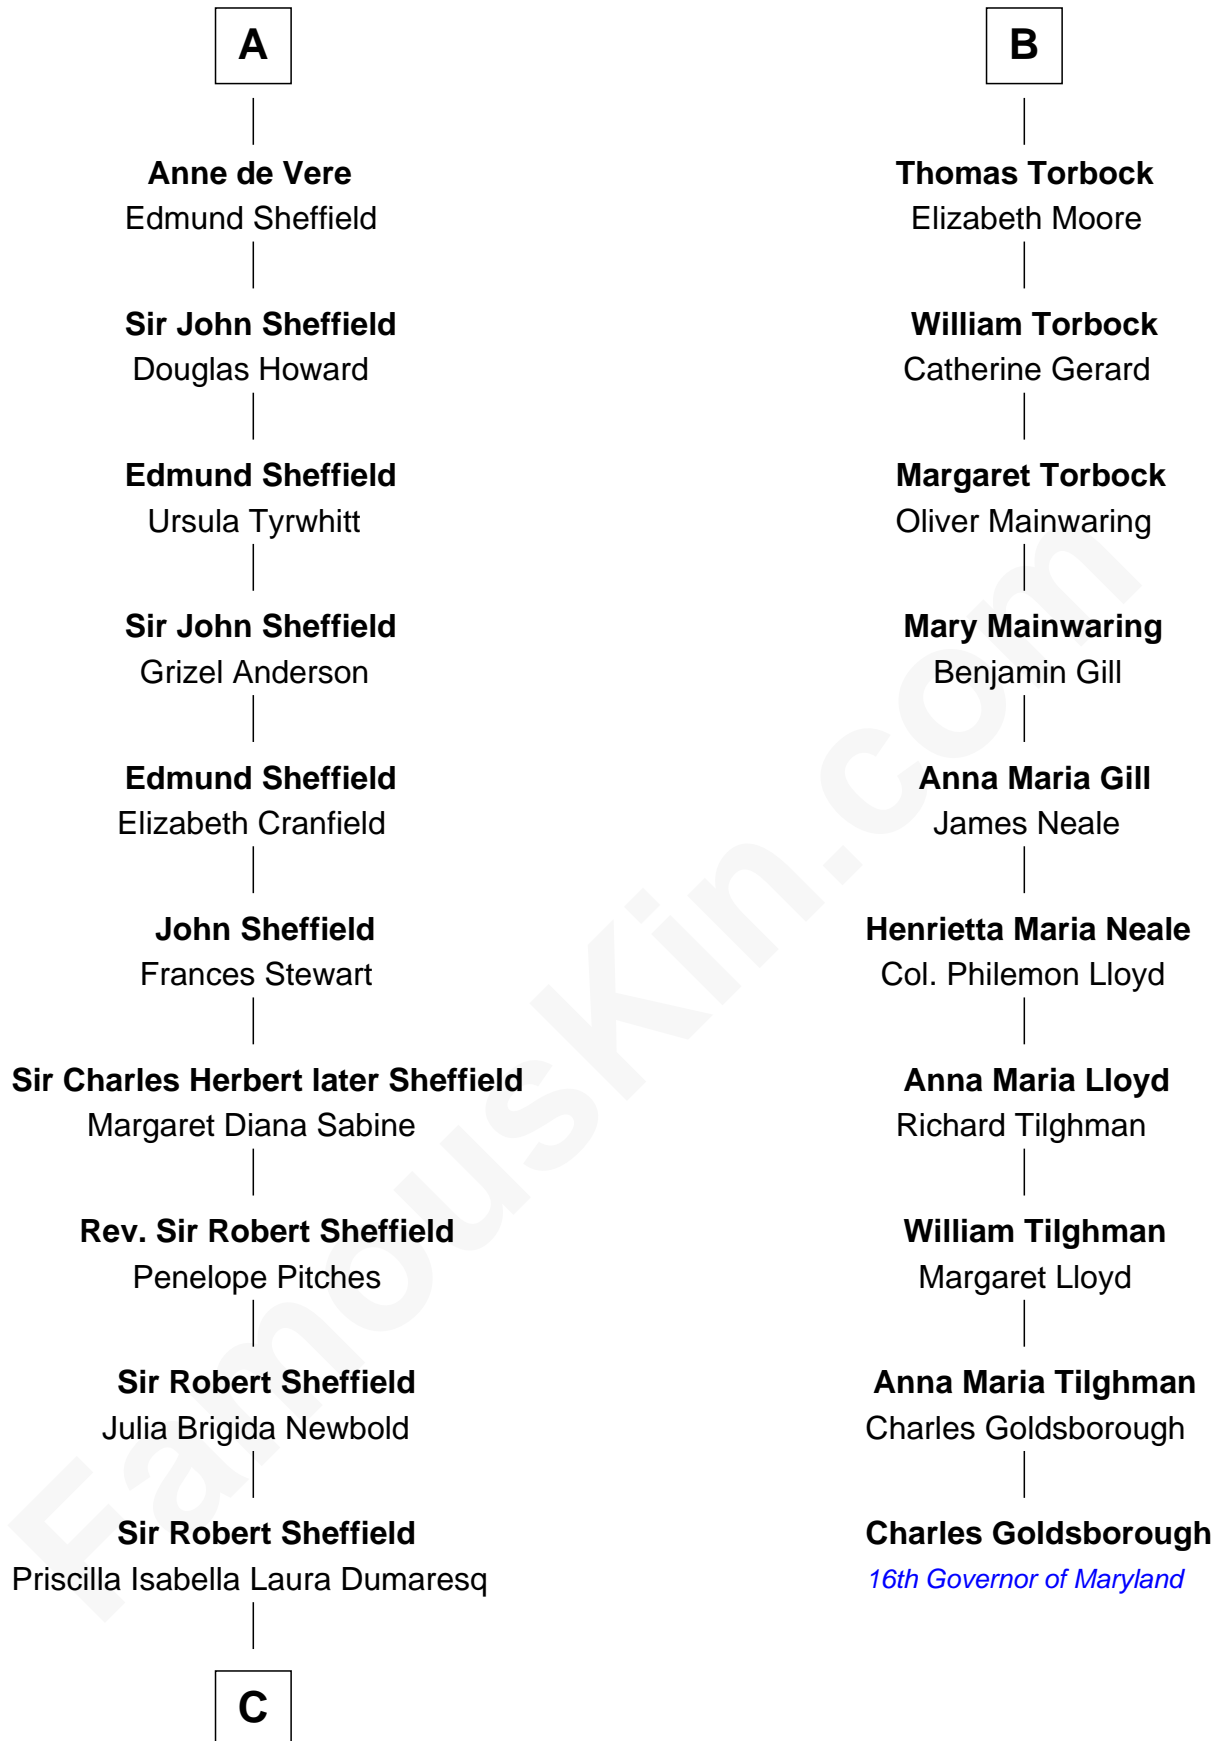 A
Anne de Vere
Edmund Sheffield
Sir John Sheffield
Douglas Howard
Edmund Sheffield
Ursula Tyrwhitt
Sir John Sheffield
Grizel Anderson
Edmund Sheffield
Elizabeth Cranfield
John Sheffield
Frances Stewart
Sir Charles Herbert later Sheffield
Margaret Diana Sabine
Rev. Sir Robert Sheffield
Penelope Pitches
Sir Robert Sheffield
Julia Brigida Newbold
Sir Robert Sheffield
Priscilla Isabella Laura Dumaresq
C
B
Thomas Torbock
Elizabeth Moore
William Torbock
Catherine Gerard
Margaret Torbock
Oliver Mainwaring
Mary Mainwaring
Benjamin Gill
Anna Maria Gill
James Neale
Henrietta Maria Neale
Col. Philemon Lloyd
Anna Maria Lloyd
Richard Tilghman
William Tilghman
Margaret Lloyd
Anna Maria Tilghman
Charles Goldsborough
Charles Goldsborough
16th Governor of Maryland
FamousKin.com